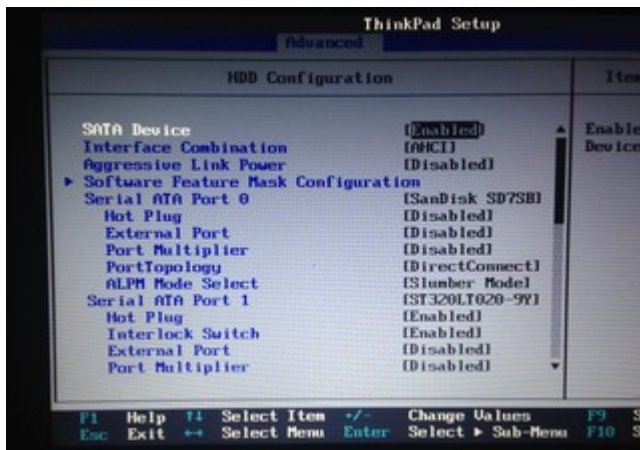 ThinkPad Setup
Advanced
HDD Configuration
SATA Device [Enabled]
Interface Combination [AHCI]
Aggressive Link Power [Disabled]
▶ Software Feature Mask Configuration
Serial ATA Port 0 [SanDisk SD7SB]
Hot Plug [Disabled]
External Port [Disabled]
Port Multiplier [Disabled]
PortTopology [DirectConnect]
ALPM Mode Select [Slumber Mode]
Serial ATA Port 1 [ST320LT020-9Y]
Hot Plug [Enabled]
Interlock Switch [Enabled]
External Port [Disabled]
Port Multiplier [Disabled]
Item
Enable
Device
F1 Help ↑↓ Select Item +/- Change Values F9 S
Esc Exit ↔ Select Menu Enter Select ▶ Sub-Menu F10 S